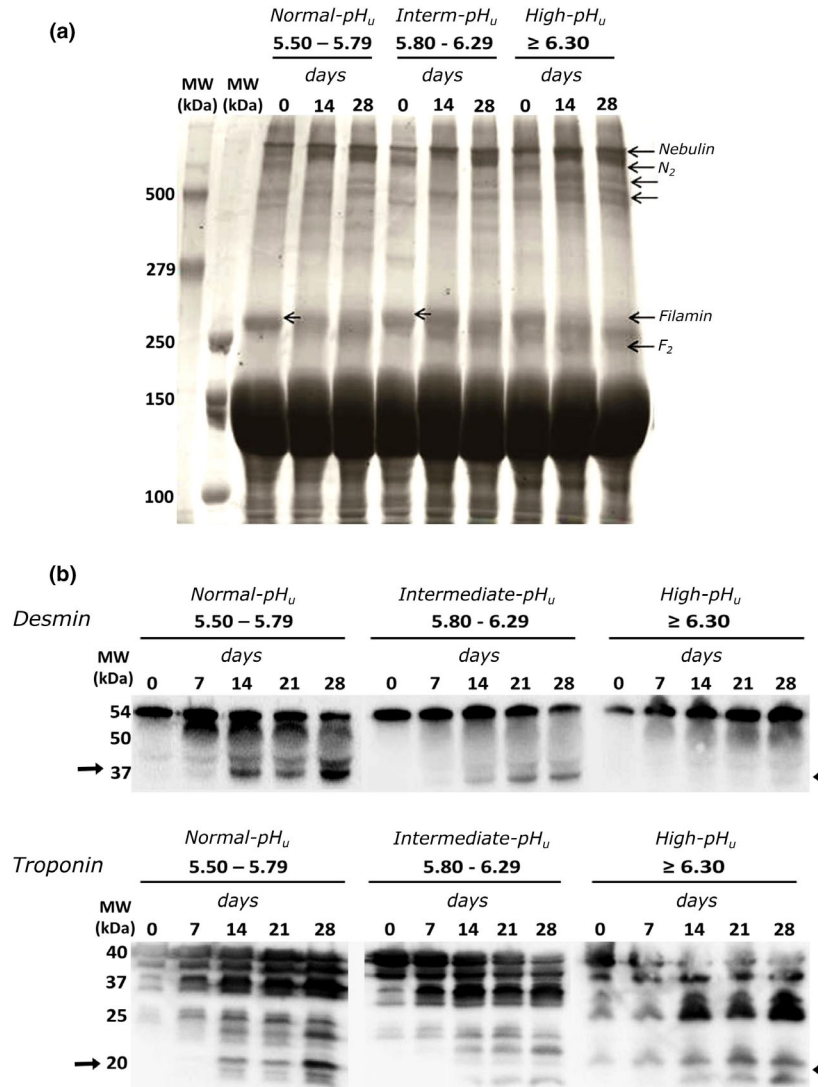 (a)
Normal-pHu Interm-pHu High-pHu
5.50 – 5.79 5.80 - 6.29 ≥ 6.30
days days days
MW MW
(kDa) (kDa) 0 14 28 0 14 28 0 14 28
Nebulin
N2
500
279
Filamin
250
F2
150
100
(b)
Normal-pHu Intermediate-pHu High-pHu
Desmin 5.50 – 5.79 5.80 - 6.29 ≥ 6.30
days days days
MW
(kDa) 0 7 14 21 28 0 7 14 21 28 0 7 14 21 28
54
50
37
Normal-pHu Intermediate-pHu High-pHu
Troponin 5.50 – 5.79 5.80 - 6.29 ≥ 6.30
days days days
MW
(kDa) 0 7 14 21 28 0 7 14 21 28 0 7 14 21 28
40
37
25
20